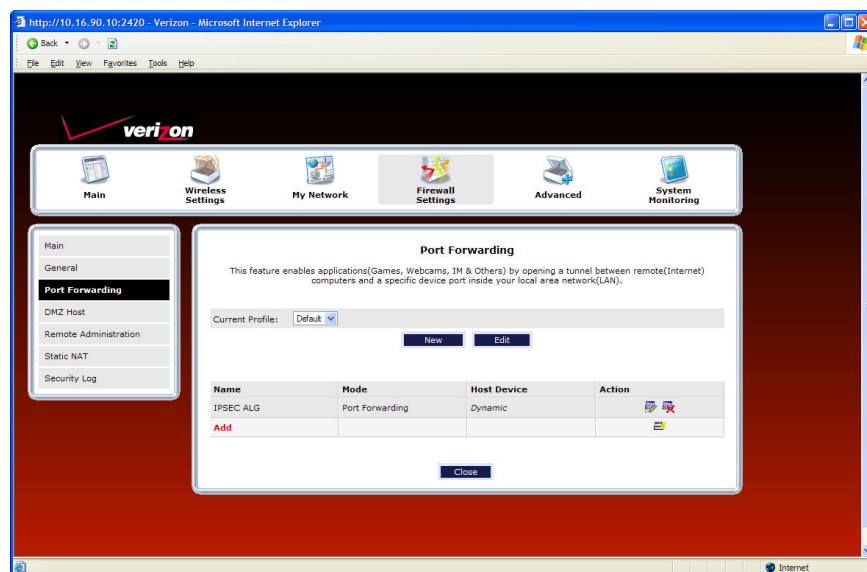 http://10.16.90.10:2420 - Verizon - Microsoft Internet Explorer
Back
File Edit View Favorites Tools Help
verizon
Main
Wireless Settings
My Network
Firewall Settings
Advanced
System Monitoring
Main
General
Port Forwarding
DMZ Host
Remote Administration
Static NAT
Security Log
Port Forwarding
This feature enables applications(Games, Webcams, IM & Others) by opening a tunnel between remote(Internet)
computers and a specific device port inside your local area network(LAN).
Current Profile: Default
New Edit
Name Mode Host Device Action
IPSEC ALG Port Forwarding Dynamic
Add
Close
Internet